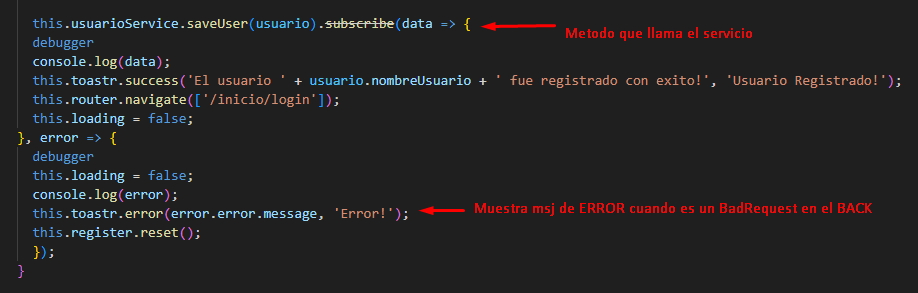 this.usuarioService.saveUser(usuario).subscribe(data => {
Metodo que llama el servicio
debugger
console.log(data);
this.toastr.success('El usuario ' + usuario.nombreUsuario + ' fue registrado con exito!', 'Usuario Registrado!');
this.router.navigate(['/inicio/login']);
this.loading = false;
}, error => {
debugger
this.loading = false;
console.log(error);
this.toastr.error(error.error.message, 'Error!');
Muestra msj de ERROR cuando es un BadRequest en el BACK
this.register.reset();
});
}